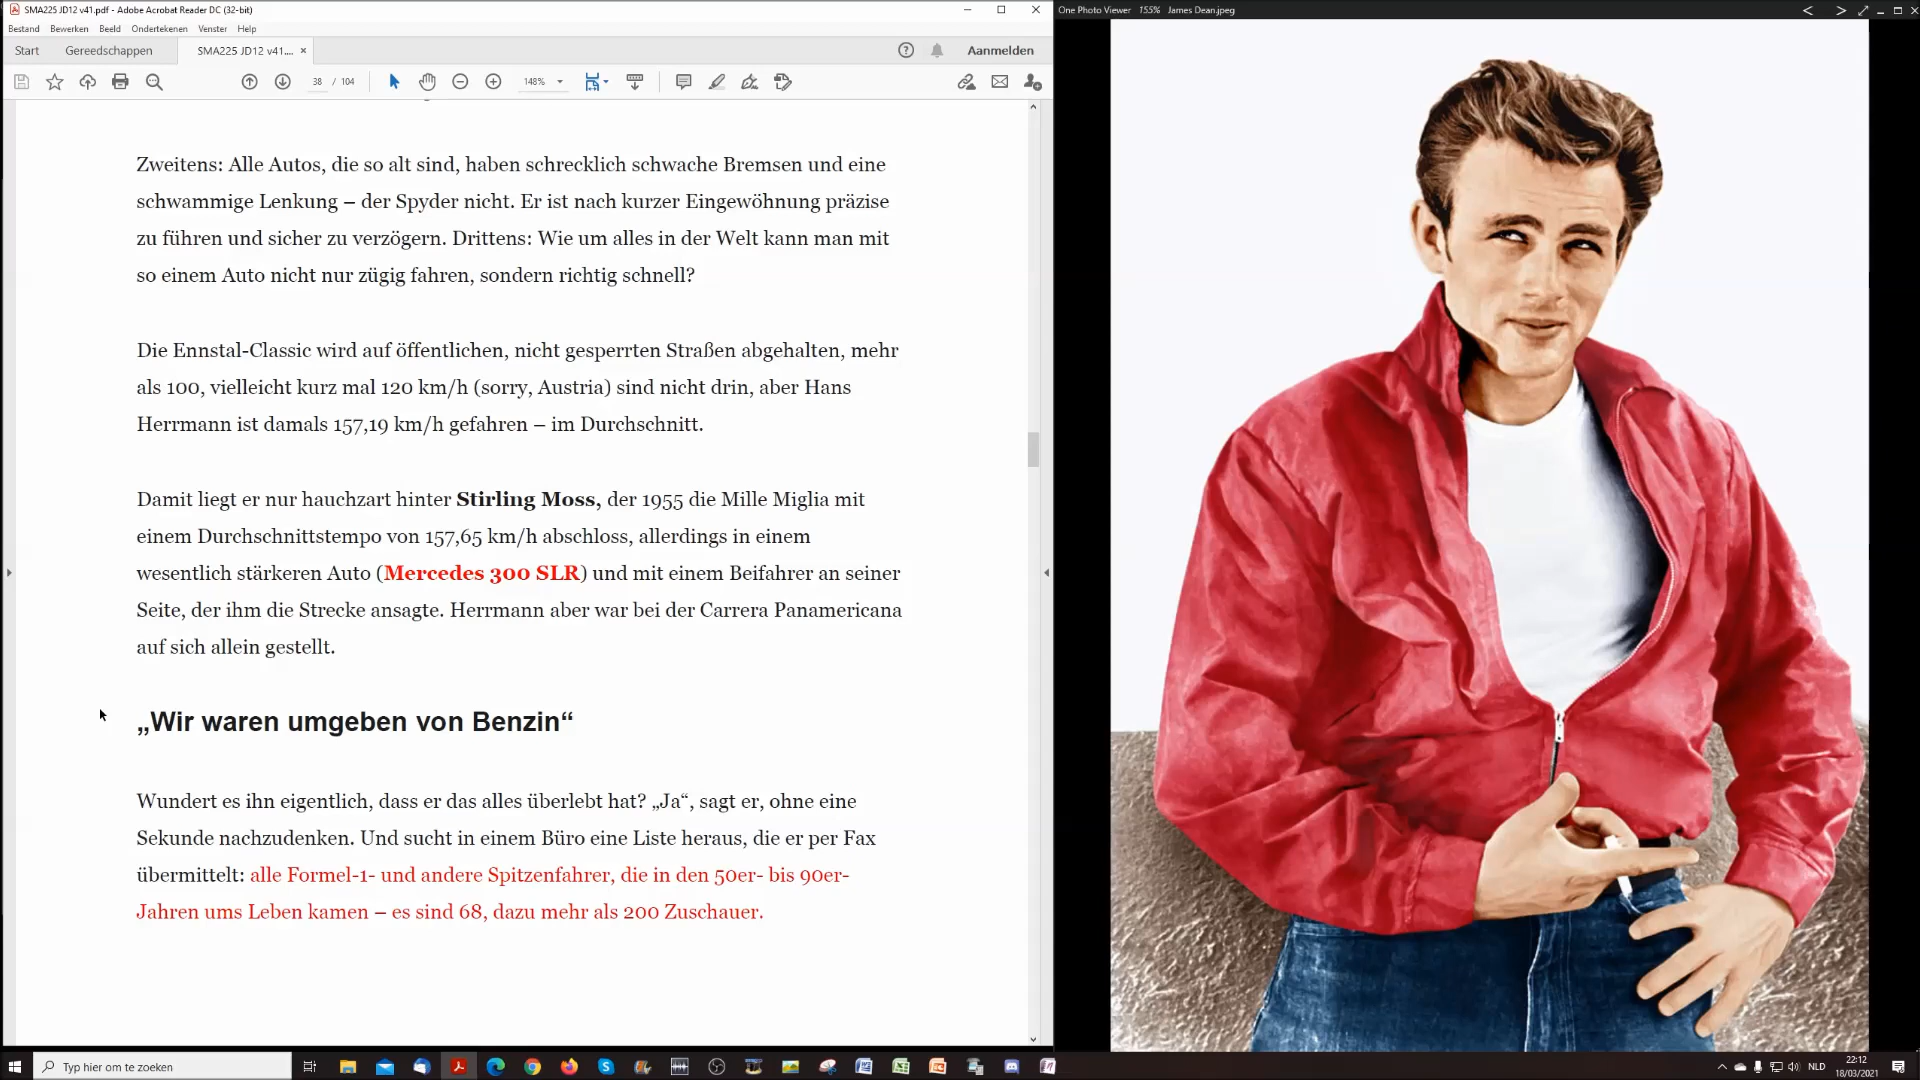 SMA225 JD12 v41.pdf - Adobe Acrobat Reader DC (32-bit)
Bestand Bewerken Beeld Ondertekenen Venster Help
Start Gereedschappen SMA225 JD12 v41.... × Aanmelden
38 / 104 148%
Zweitens: Alle Autos, die so alt sind, haben schrecklich schwache Bremsen und eine
schwammige Lenkung – der Spyder nicht. Er ist nach kurzer Eingewöhnung präzise
zu führen und sicher zu verzögern. Drittens: Wie um alles in der Welt kann man mit
so einem Auto nicht nur zügig fahren, sondern richtig schnell?
Die Ennstal-Classic wird auf öffentlichen, nicht gesperrten Straßen abgehalten, mehr
als 100, vielleicht kurz mal 120 km/h (sorry, Austria) sind nicht drin, aber Hans
Herrmann ist damals 157,19 km/h gefahren – im Durchschnitt.
Damit liegt er nur hauchzart hinter Stirling Moss, der 1955 die Mille Miglia mit
einem Durchschnittstempo von 157,65 km/h abschloss, allerdings in einem
wesentlich stärkeren Auto (Mercedes 300 SLR) und mit einem Beifahrer an seiner
Seite, der ihm die Strecke ansagte. Herrmann aber war bei der Carrera Panamericana
auf sich allein gestellt.
„Wir waren umgeben von Benzin“
Wundert es ihn eigentlich, dass er das alles überlebt hat? „Ja“, sagt er, ohne eine
Sekunde nachzudenken. Und sucht in einem Büro eine Liste heraus, die er per Fax
übermittelt: alle Formel-1- und andere Spitzenfahrer, die in den 50er- bis 90er-
Jahren ums Leben kamen – es sind 68, dazu mehr als 200 Zuschauer.
One Photo Viewer 155% James Dean.jpeg
Typ hier om te zoeken
NLD
22:12
18/03/2021